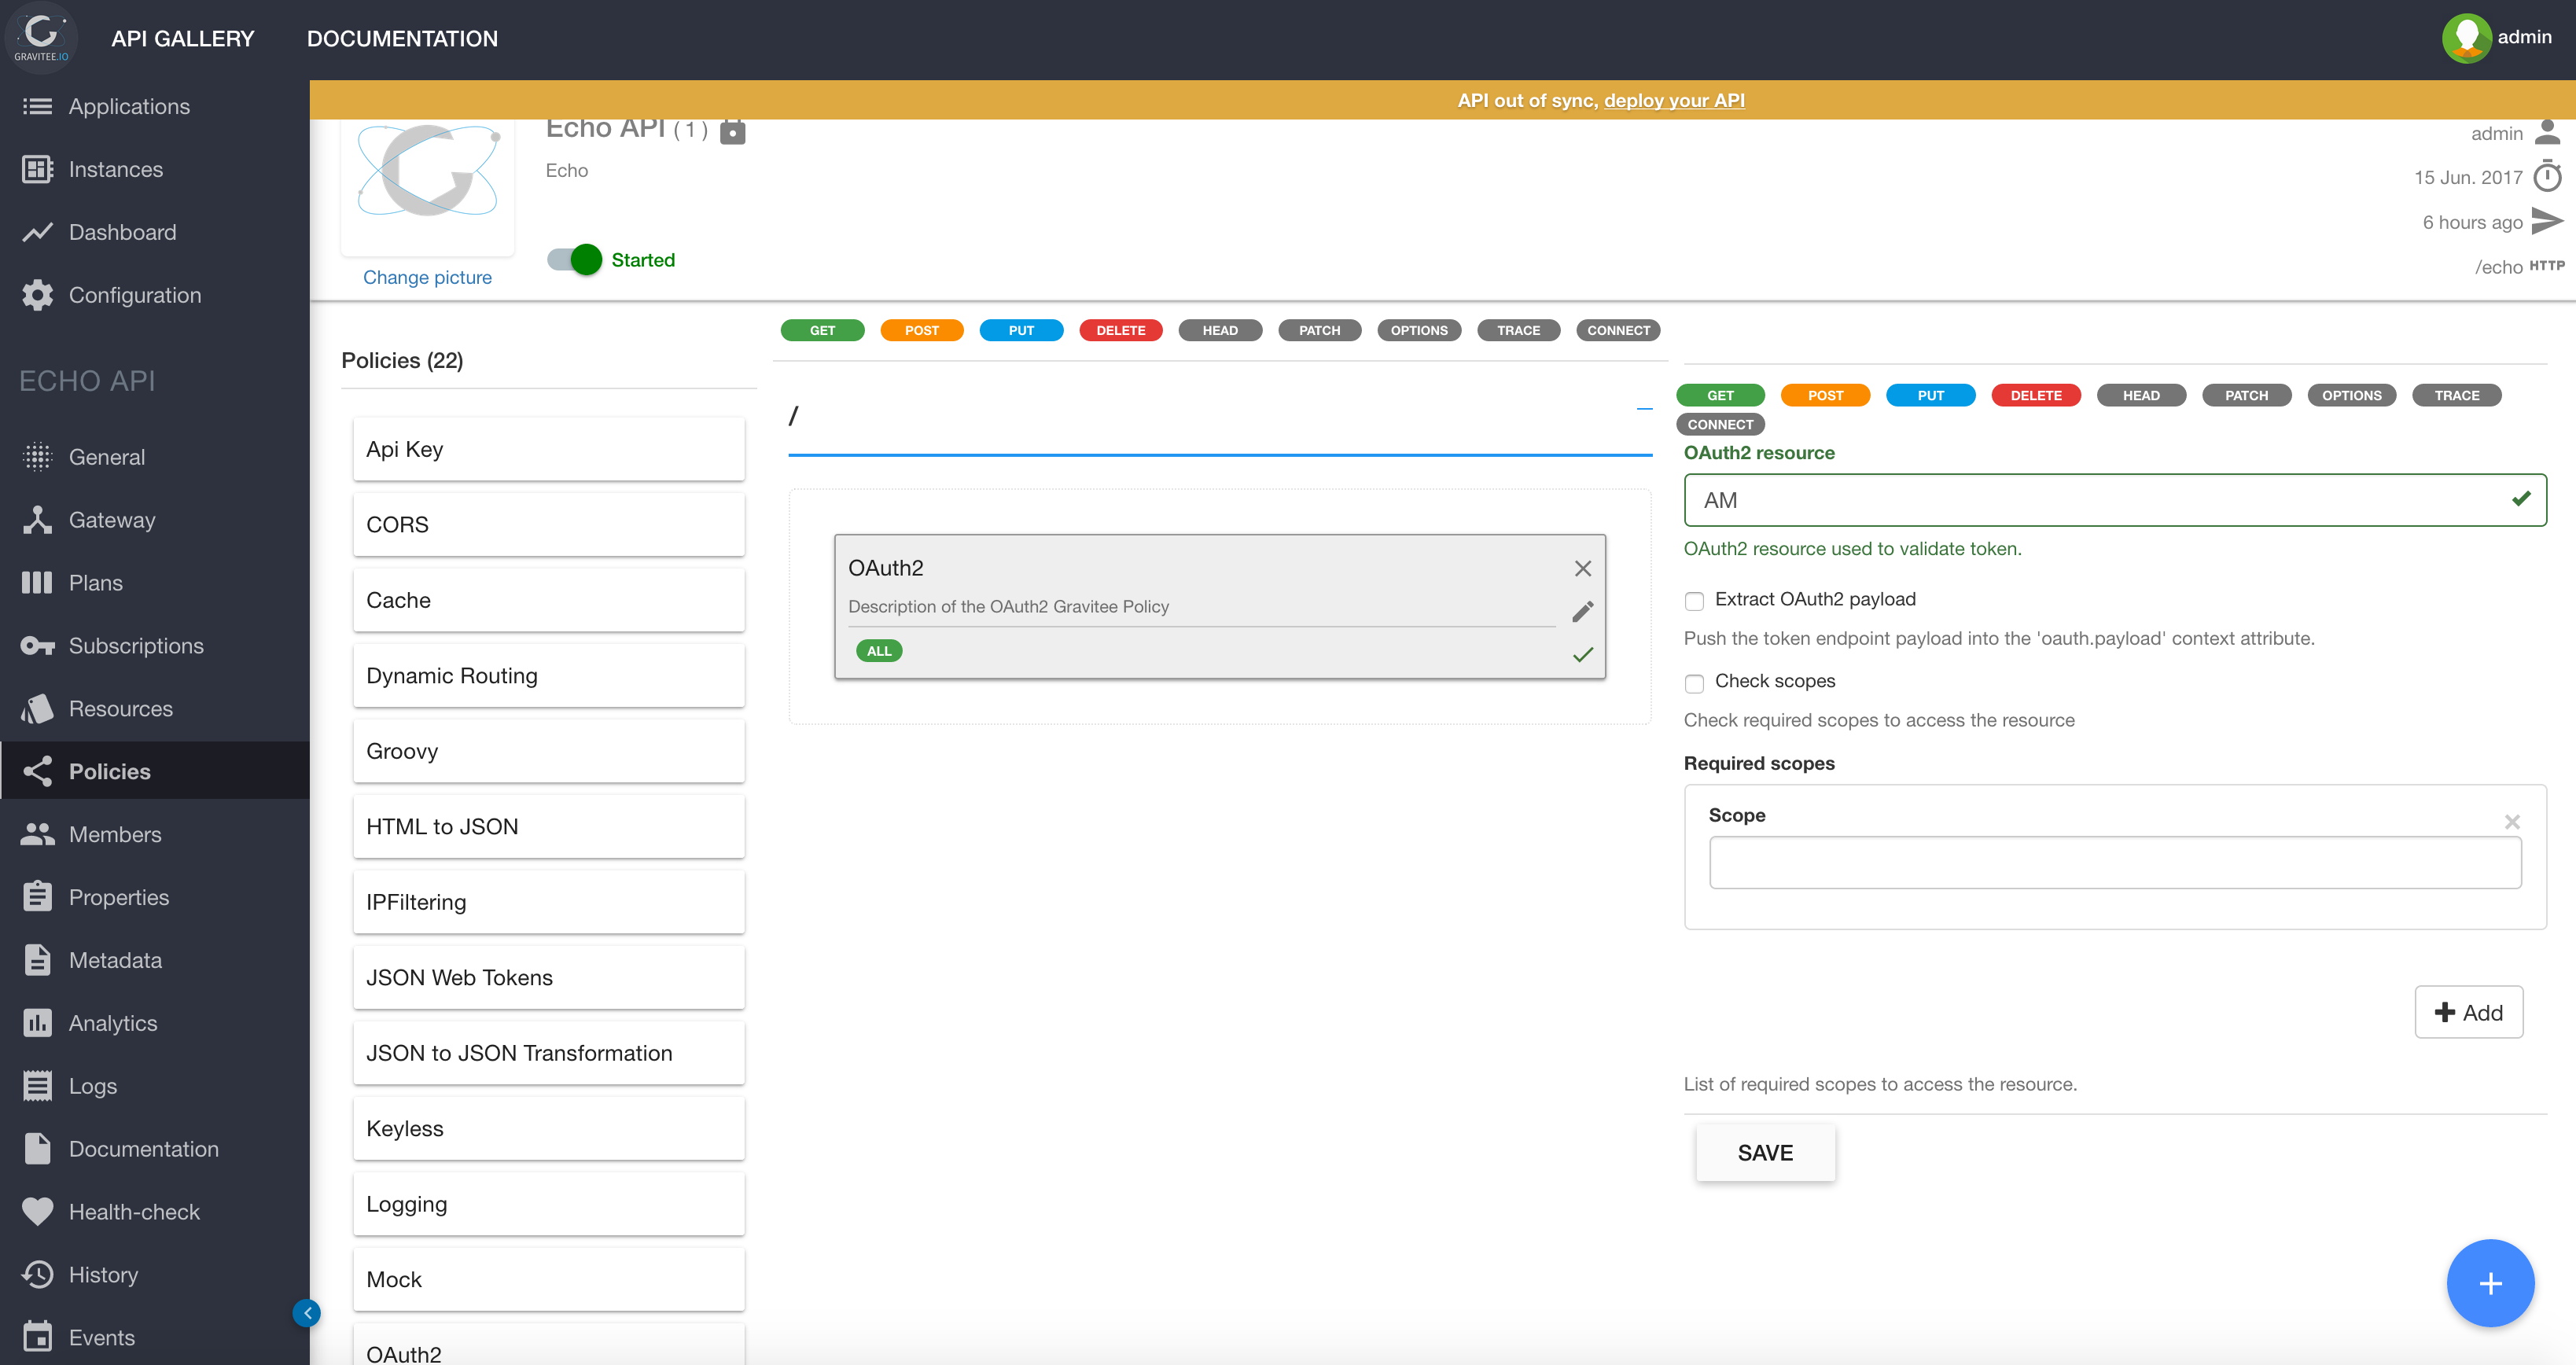 GRAVITEE.IO
API GALLERY
DOCUMENTATION
admin
API out of sync, deploy your API
Applications
Instances
Dashboard
Configuration
ECHO API
General
Gateway
Plans
Subscriptions
Resources
Policies
Members
Properties
Metadata
Analytics
Logs
Documentation
Health-check
History
Events
Echo API (1)
Echo
Started
Change picture
admin
15 Jun. 2017
6 hours ago
/echo HTTP
Policies (22)
Api Key
CORS
Cache
Dynamic Routing
Groovy
HTML to JSON
IPFiltering
JSON Web Tokens
JSON to JSON Transformation
Keyless
Logging
Mock
OAuth2
GET POST PUT DELETE HEAD PATCH OPTIONS TRACE CONNECT
/
OAuth2
Description of the OAuth2 Gravitee Policy
ALL
GET POST PUT DELETE HEAD PATCH OPTIONS TRACE
CONNECT
OAuth2 resource
AM
OAuth2 resource used to validate token.
Extract OAuth2 payload
Push the token endpoint payload into the 'oauth.payload' context attribute.
Check scopes
Check required scopes to access the resource
Required scopes
Scope
Add
List of required scopes to access the resource.
SAVE